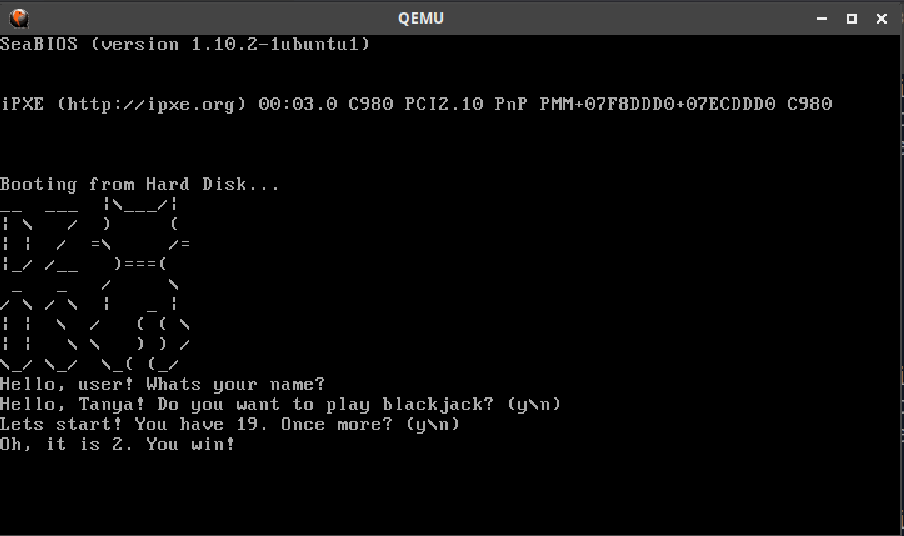 QEMU
SeaBIOS (version 1.10.2-1ubuntu1)
iPXE (http://ipxe.org) 00:03.0 C980 PCI2.10 PnP PMM+07F8DDD0+07ECDDD0 C980
Booting from Hard Disk...
__  ___  ¦\___/¦
¦ \   /  )      (
¦ ¦  /  =\      /=
¦_/ /__   )===(
 _   _   /      \
/ \ / \  ¦    _ ¦
¦ ¦  \  /    ( ( \
¦ ¦   \ \    ) ) /
\_/ \_/  \_( (_/
Hello, user! Whats your name?
Hello, Tanya! Do you want to play blackjack? (y\n)
Lets start! You have 19. Once more? (y\n)
Oh, it is 2. You win!